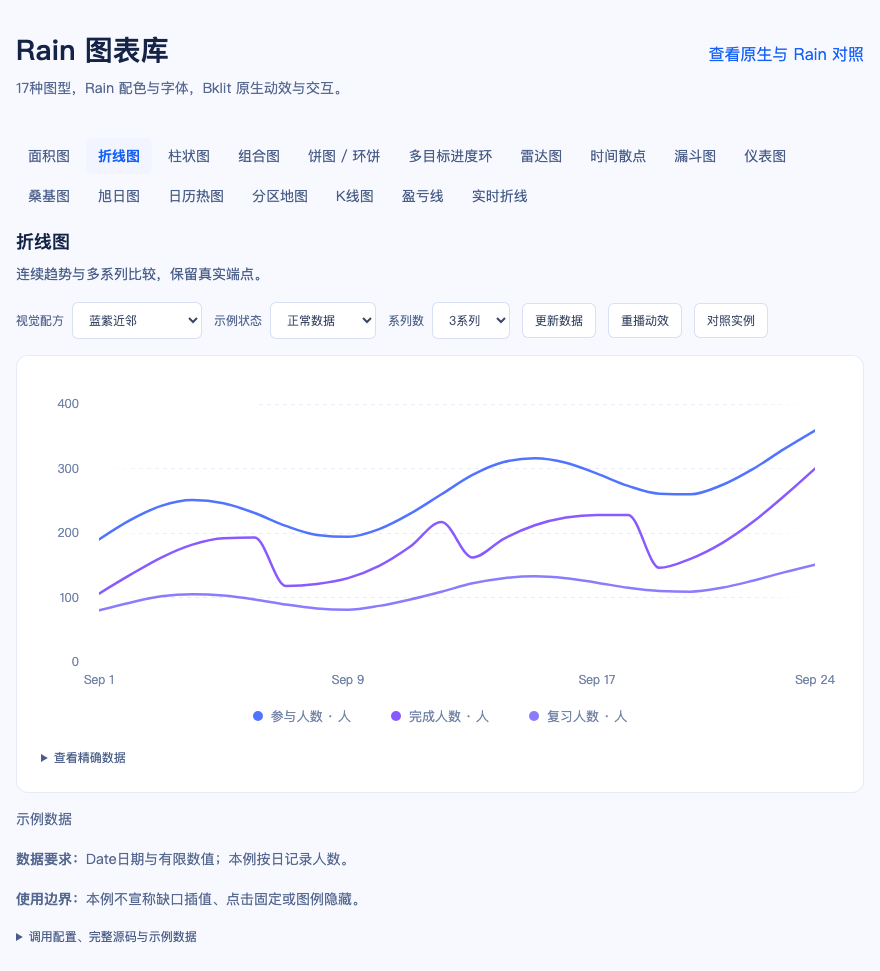 Rain 图表库
查看原生与 Rain 对照
17种图型，Rain 配色与字体，Bklit 原生动效与交互。
面积图 折线图 柱状图 组合图 饼图 / 环饼 多目标进度环 雷达图 时间散点 漏斗图 仪表图
桑基图 旭日图 日历热图 分区地图 K线图 盈亏线 实时折线
折线图
连续趋势与多系列比较，保留真实端点。
视觉配方 蓝紫近邻 示例状态 正常数据 系列数 3系列 更新数据 重播动效 对照实例
400
300
200
100
0
Sep 1 Sep 9 Sep 17 Sep 24
参与人数 · 人 完成人数 · 人 复习人数 · 人
查看精确数据
示例数据
数据要求：Date日期与有限数值；本例按日记录人数。
使用边界：本例不宣称缺口插值、点击固定或图例隐藏。
调用配置、完整源码与示例数据